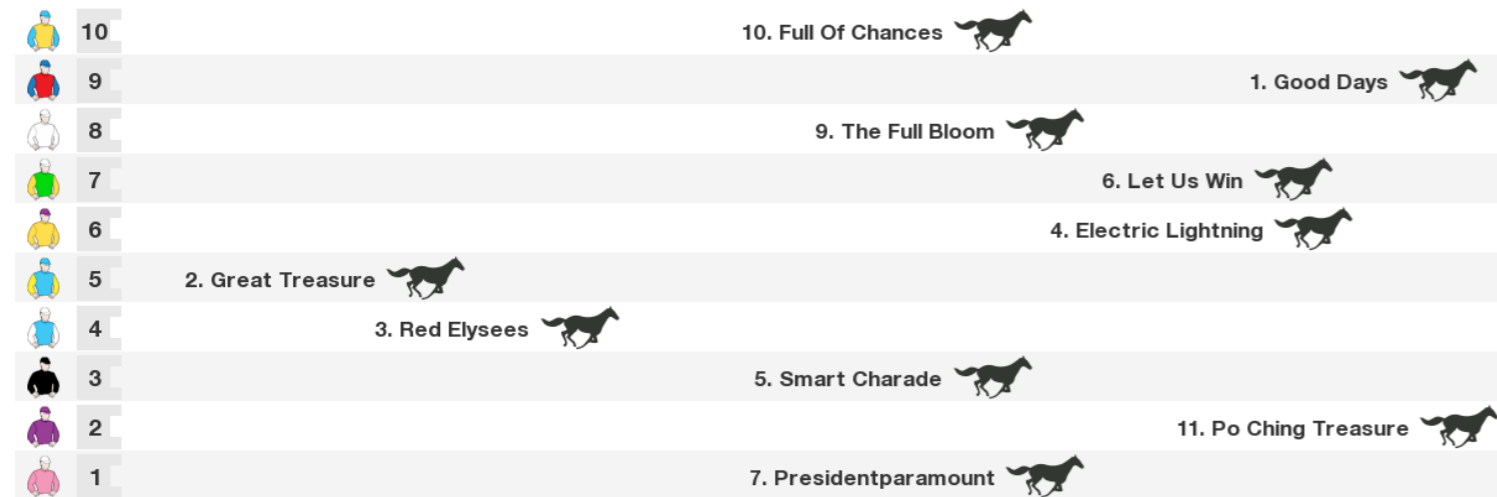 10 10. Full Of Chances
9 1. Good Days
8 9. The Full Bloom
7 6. Let Us Win
6 4. Electric Lightning
5 2. Great Treasure
4 3. Red Elysees
3 5. Smart Charade
2 11. Po Ching Treasure
1 7. Presidentparamount